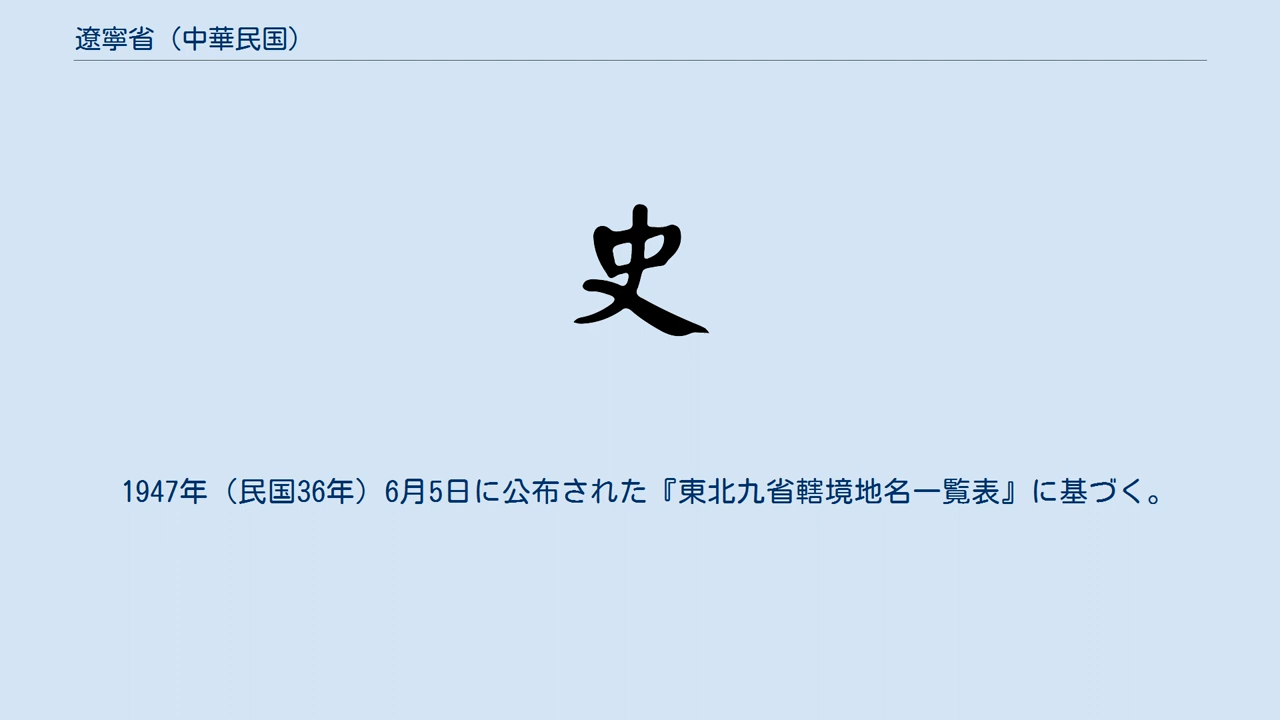 遼寧省（中華民国）
史
1947年（民国36年）6月5日に公布された『東北九省轄境地名一覧表』に基づく。